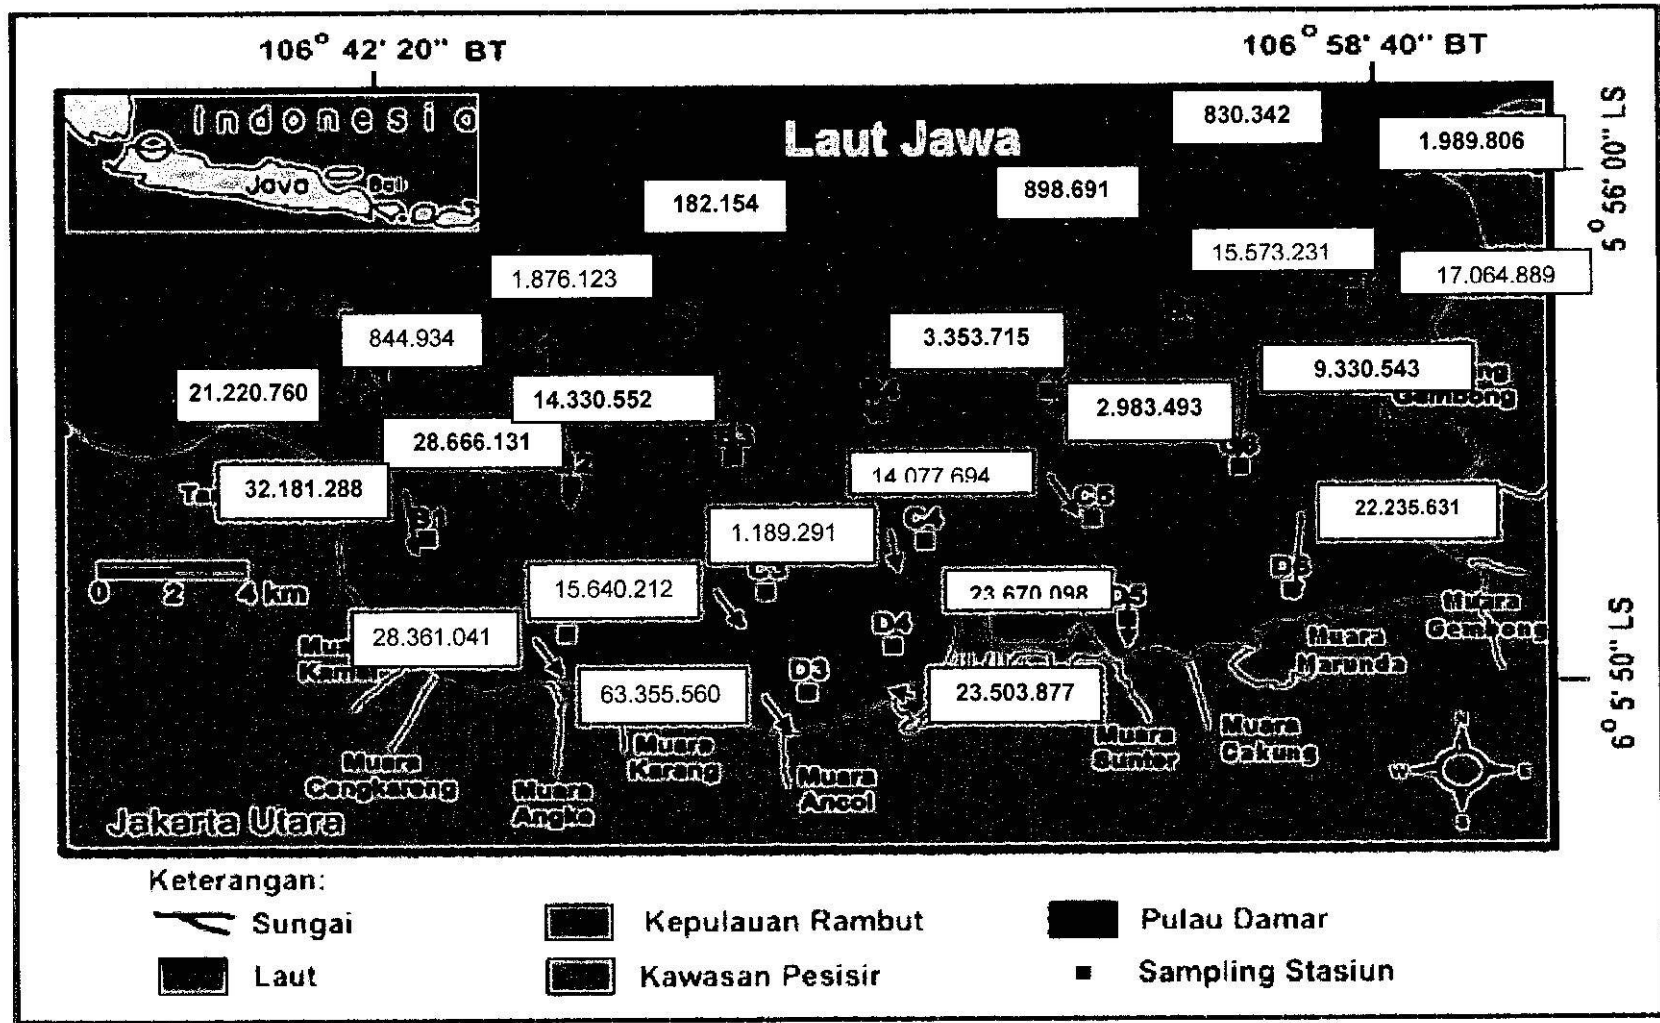 106° 42' 20" BT
106° 58' 40" BT
Indonesia
Java
Bali
Laut Jawa
830.342
1.989.806
5° 56' 00" LS
182.154
898.691
15.573.231
1.876.123
17.064.889
844.934
3.353.715
9.330.543
21.220.760
14.330.552
2.983.493
28.666.131
32.181.288
14.077.694
C5
22.235.631
B1
C4
1.189.291
0 2 4 km
15.640.212
23.670.098
D5
D6
Muara
Gembong
28.361.041
D4
Muara
Marunda
6° 5' 50" LS
63.355.560
D3
23.503.877
Muara
Karang
Muara
Sunter
Muara
Cakung
N
W E
S
Muara
Cengkareng
Muara
Angke
Muara
Ancol
Jakarta Utara
Keterangan:
Sungai
Kepulauan Rambut
Pulau Damar
Laut
Kawasan Pesisir
Sampling Stasiun